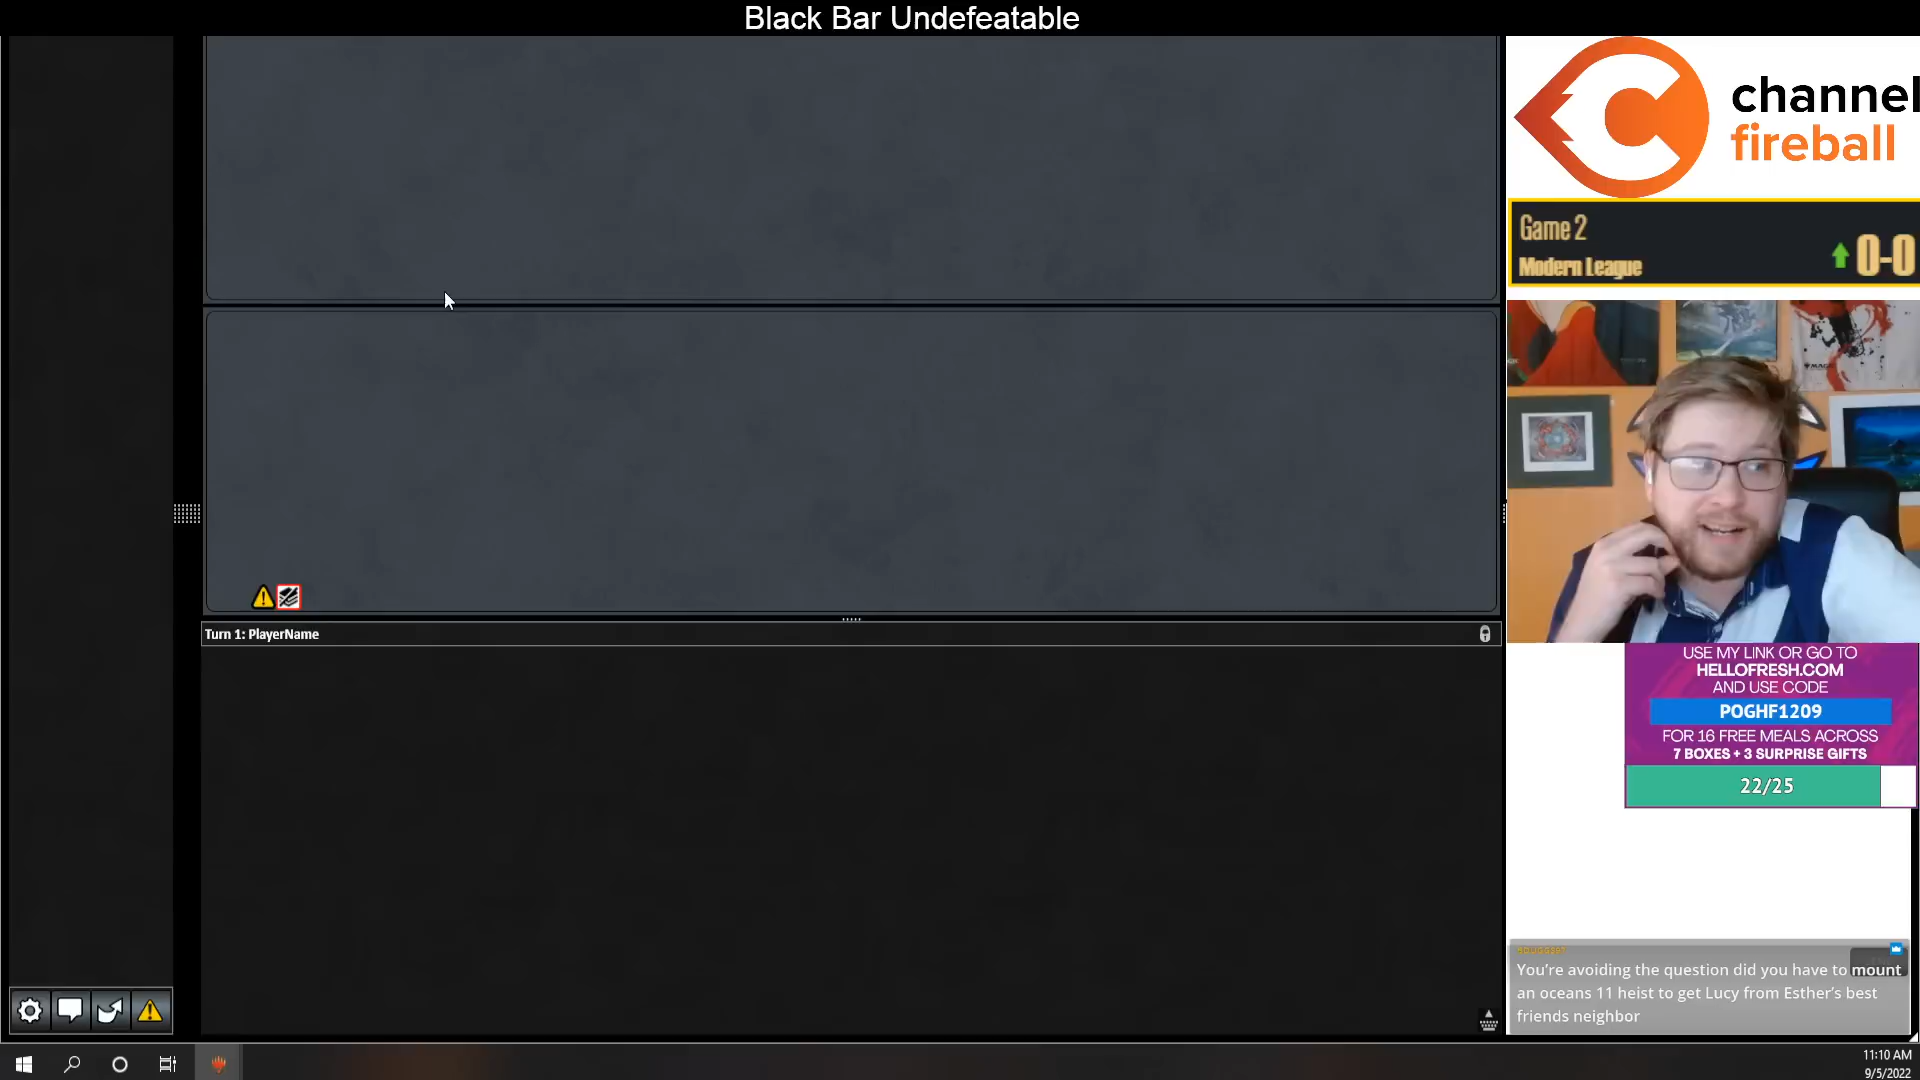 Black Bar Undefeatable
channel
fireball
Game 2
Modern League
0-0
MAGIC
USE MY LINK OR GO TO
HELLOFRESH.COM
AND USE CODE
POGHF1209
FOR 16 FREE MEALS ACROSS
7 BOXES + 3 SURPRISE GIFTS
22/25
Turn 1: PlayerName
You're avoiding the question did you have to mount
an oceans 11 heist to get Lucy from Esther's best
friends neighbor
11:10 AM
9/5/2022